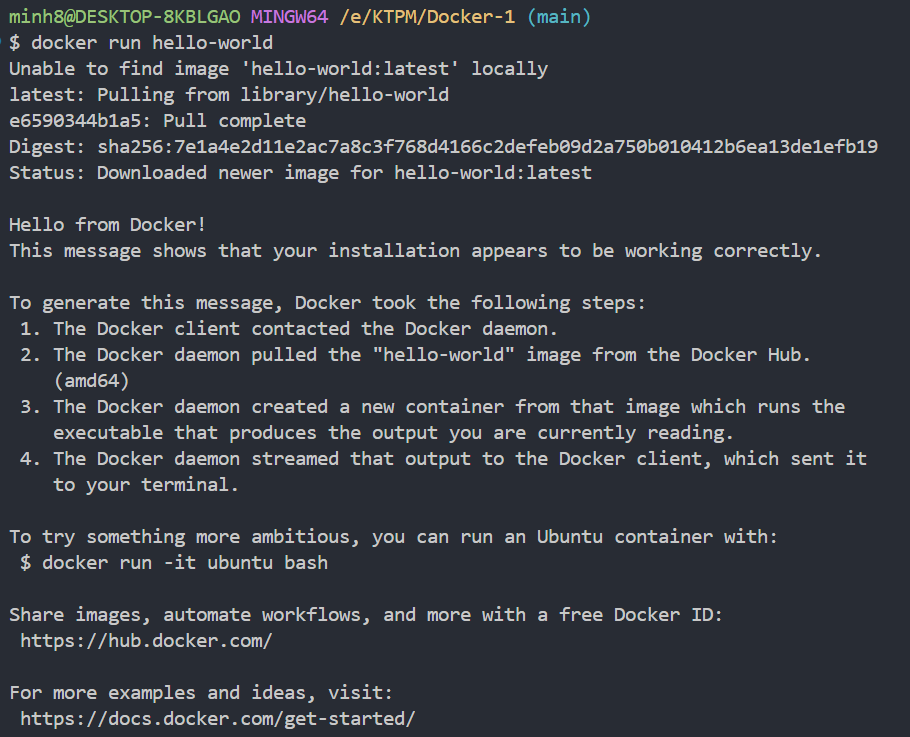 minh8@DESKTOP-8KBLGAO MINGW64 /e/KTPM/Docker-1 (main)
$ docker run hello-world
Unable to find image 'hello-world:latest' locally
latest: Pulling from library/hello-world
e6590344b1a5: Pull complete
Digest: sha256:7e1a4e2d11e2ac7a8c3f768d4166c2defeb09d2a750b010412b6ea13de1efb19
Status: Downloaded newer image for hello-world:latest

Hello from Docker!
This message shows that your installation appears to be working correctly.

To generate this message, Docker took the following steps:
 1. The Docker client contacted the Docker daemon.
 2. The Docker daemon pulled the "hello-world" image from the Docker Hub.
    (amd64)
 3. The Docker daemon created a new container from that image which runs the
    executable that produces the output you are currently reading.
 4. The Docker daemon streamed that output to the Docker client, which sent it
    to your terminal.

To try something more ambitious, you can run an Ubuntu container with:
 $ docker run -it ubuntu bash

Share images, automate workflows, and more with a free Docker ID:
 https://hub.docker.com/

For more examples and ideas, visit:
 https://docs.docker.com/get-started/